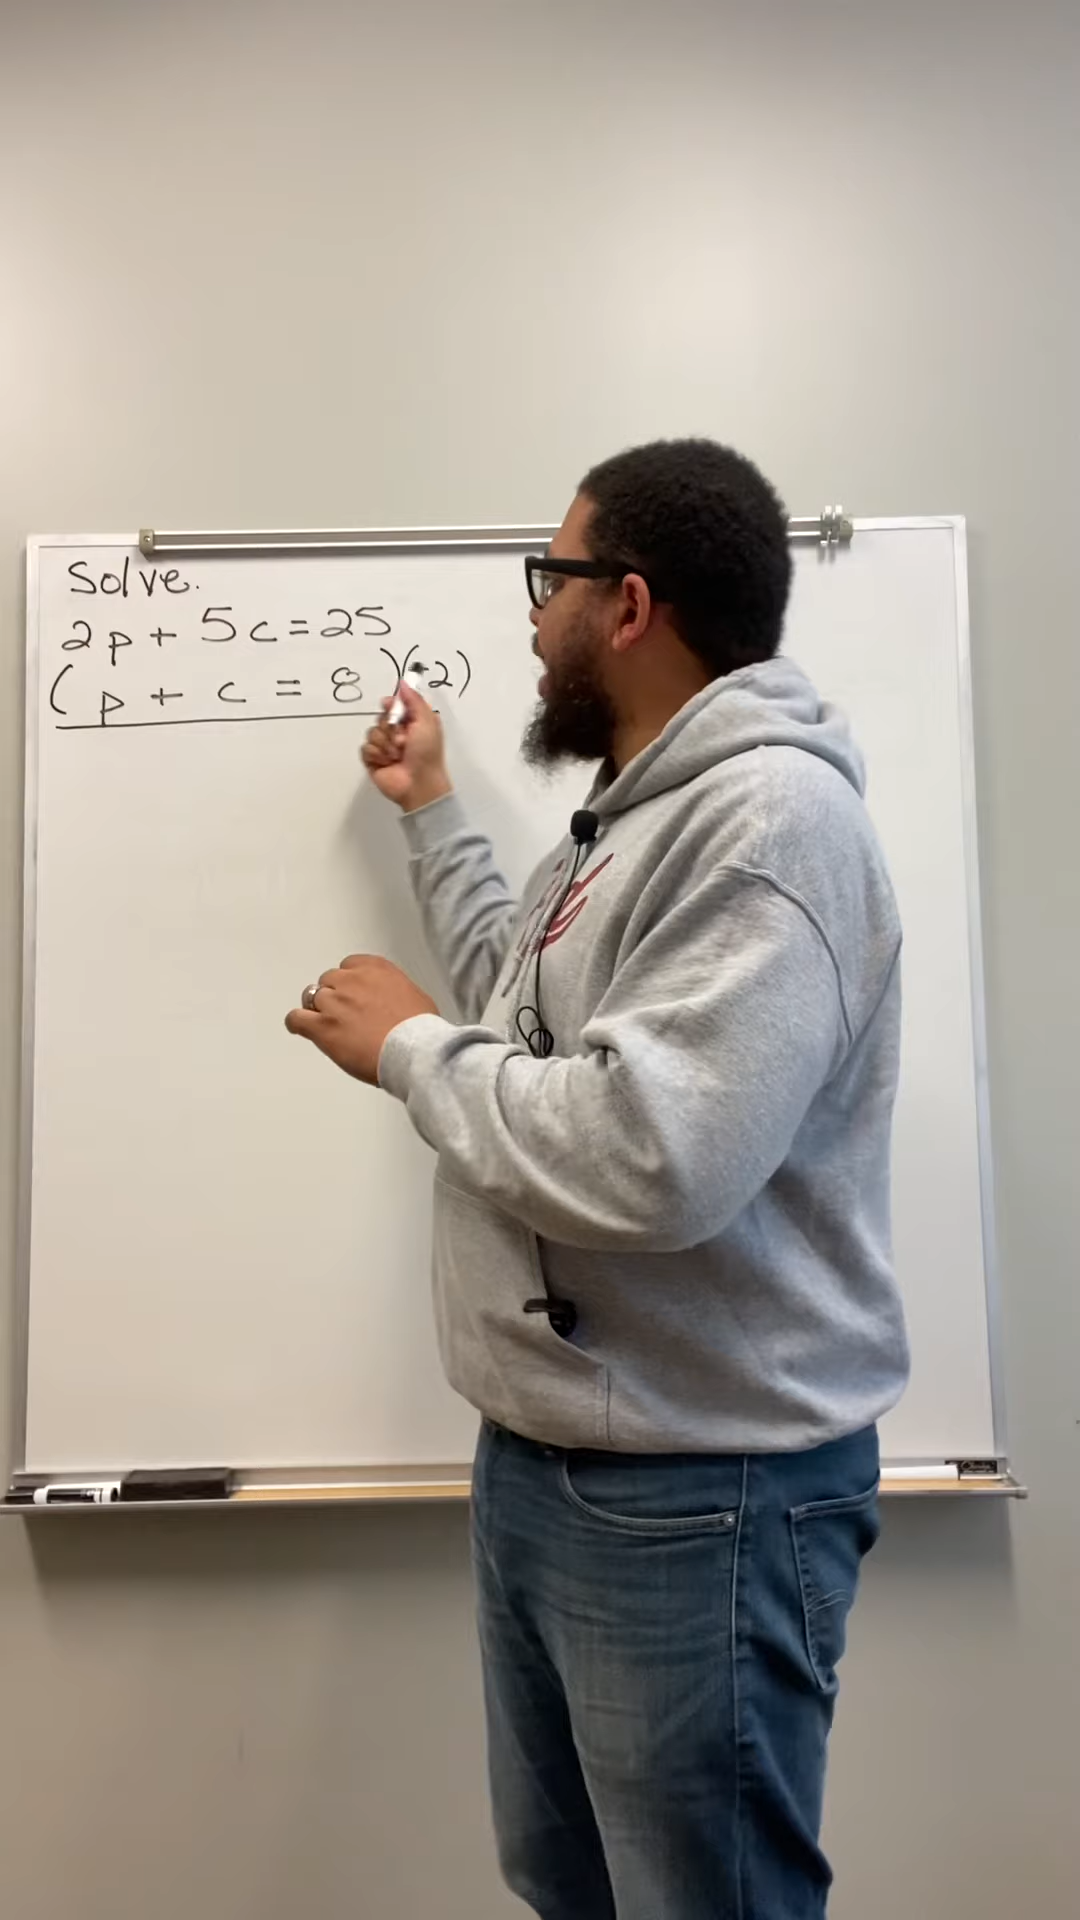 Solve.
2p + 5c = 25
(p + c = 8)(-2)